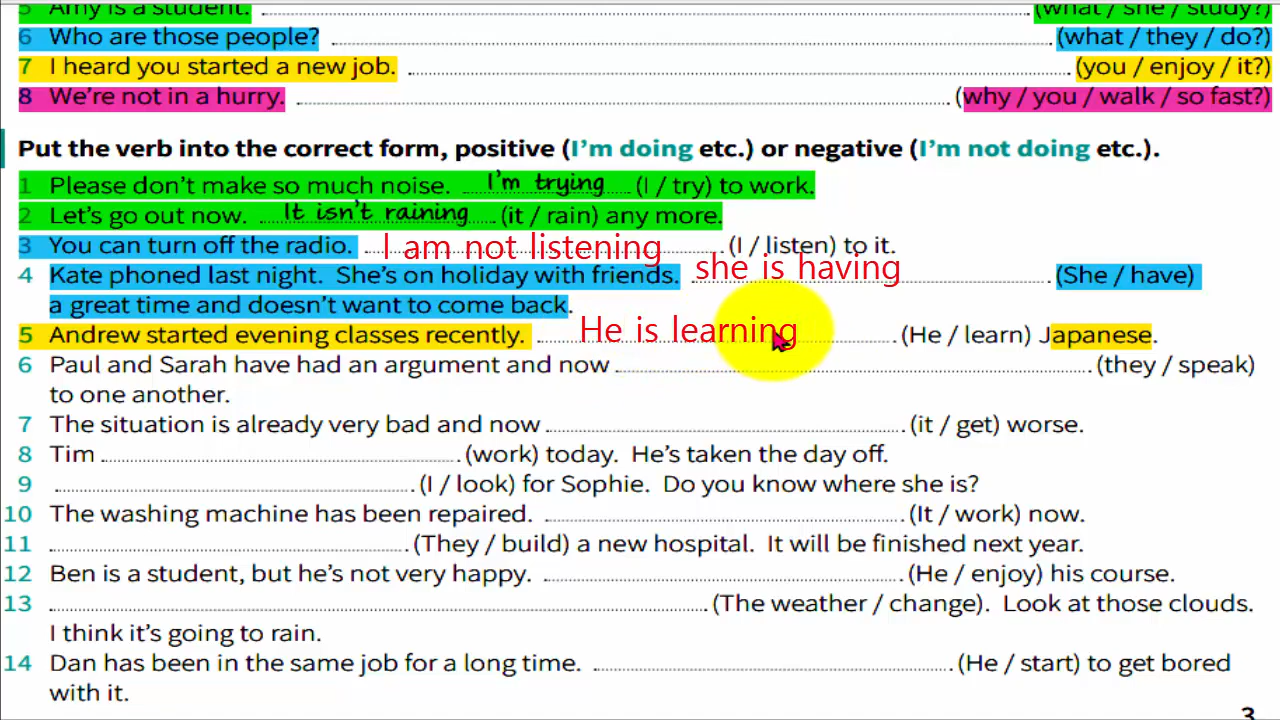 5 Amy is a student. (what / she / study?)
6 Who are those people? (what / they / do?)
7 I heard you started a new job. (you / enjoy / it?)
8 We're not in a hurry. (why / you / walk / so fast?)
Put the verb into the correct form, positive (I'm doing etc.) or negative (I'm not doing etc.).
1 Please don't make so much noise. I'm trying (I / try) to work.
2 Let's go out now. It isn't raining (it / rain) any more.
3 You can turn off the radio. I am not listening (I / listen) to it.
4 Kate phoned last night. She's on holiday with friends. she is having (She / have)
a great time and doesn't want to come back.
5 Andrew started evening classes recently. He is learning (He / learn) Japanese.
6 Paul and Sarah have had an argument and now (they / speak)
to one another.
7 The situation is already very bad and now (it / get) worse.
8 Tim (work) today. He's taken the day off.
9 (I / look) for Sophie. Do you know where she is?
10 The washing machine has been repaired. (It / work) now.
11 (They / build) a new hospital. It will be finished next year.
12 Ben is a student, but he's not very happy. (He / enjoy) his course.
13 (The weather / change). Look at those clouds.
I think it's going to rain.
14 Dan has been in the same job for a long time. (He / start) to get bored
with it.
3